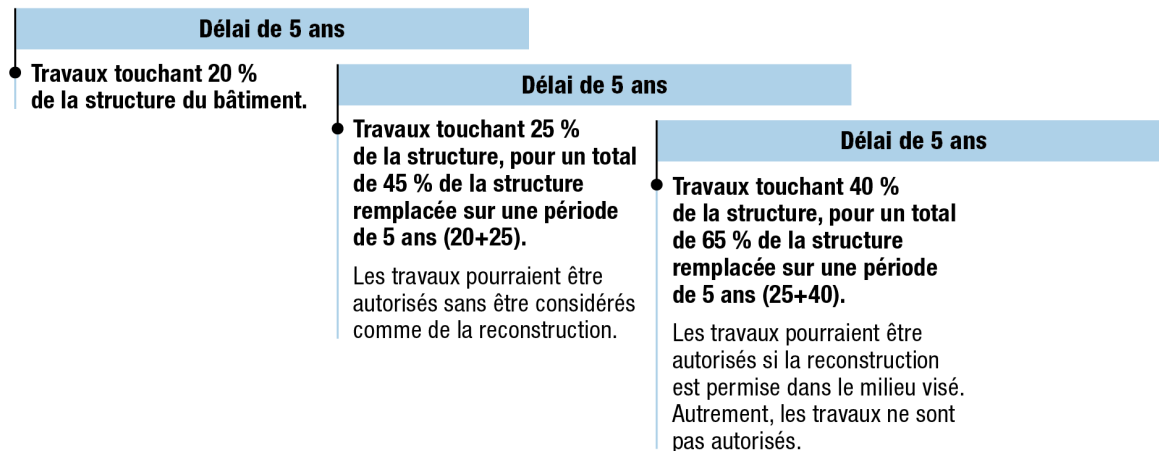 Délai de 5 ans
Travaux touchant 20 %
de la structure du bâtiment.
Délai de 5 ans
Travaux touchant 25 %
de la structure, pour un total
de 45 % de la structure
remplacée sur une période
de 5 ans (20+25).
Les travaux pourraient être
autorisés sans être considérés
comme de la reconstruction.
Délai de 5 ans
Travaux touchant 40 %
de la structure, pour un total
de 65 % de la structure
remplacée sur une période
de 5 ans (25+40).
Les travaux pourraient être
autorisés si la reconstruction
est permise dans le milieu visé.
Autrement, les travaux ne sont
pas autorisés.